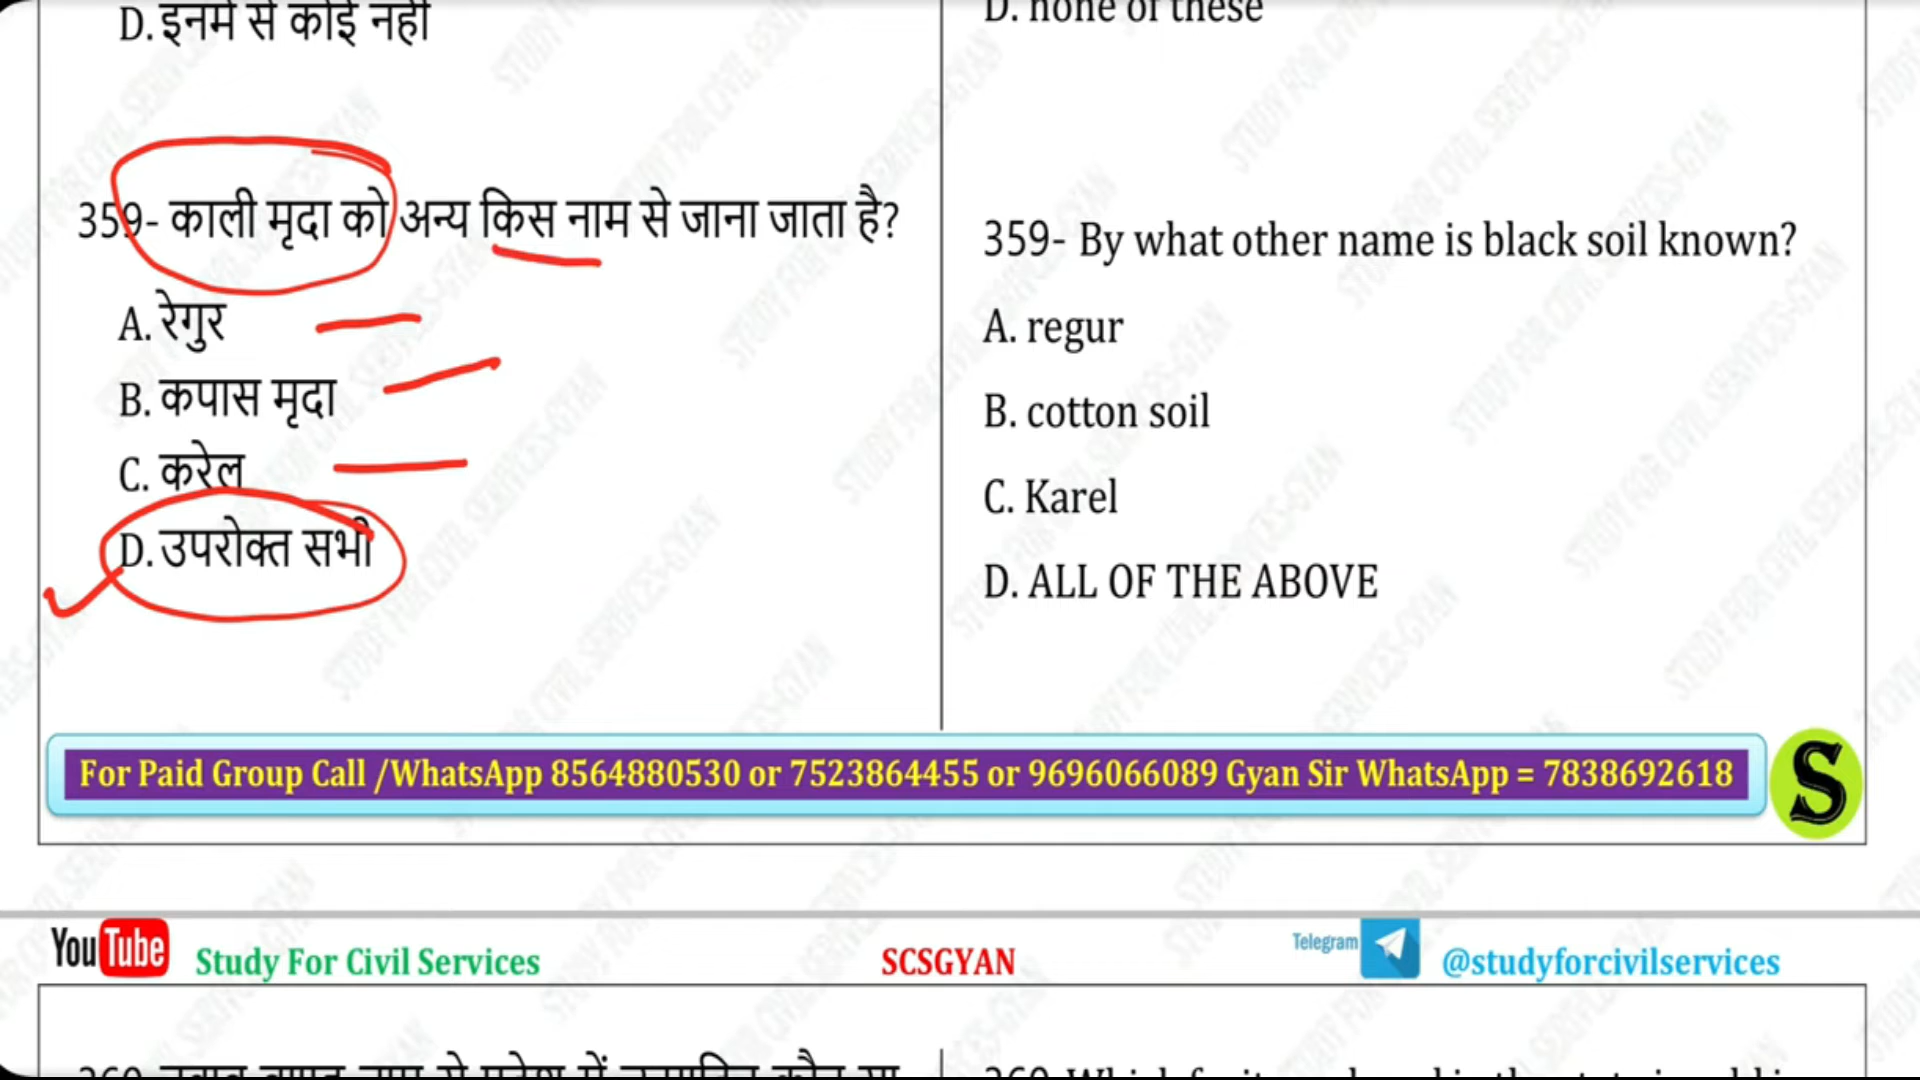 D. इनमें से कोई नहीं
359- काली मृदा को अन्य किस नाम से जाना जाता है?
A. रेगुर
B. कपास मृदा
C. करेल
D. उपरोक्त सभी
D. none of these
359- By what other name is black soil known?
A. regur
B. cotton soil
C. Karel
D. ALL OF THE ABOVE
For Paid Group Call /WhatsApp 8564880530 or 7523864455 or 9696066089 Gyan Sir WhatsApp = 7838692618
S
YouTube Study For Civil Services SCSGYAN Telegram @studyforcivilservices